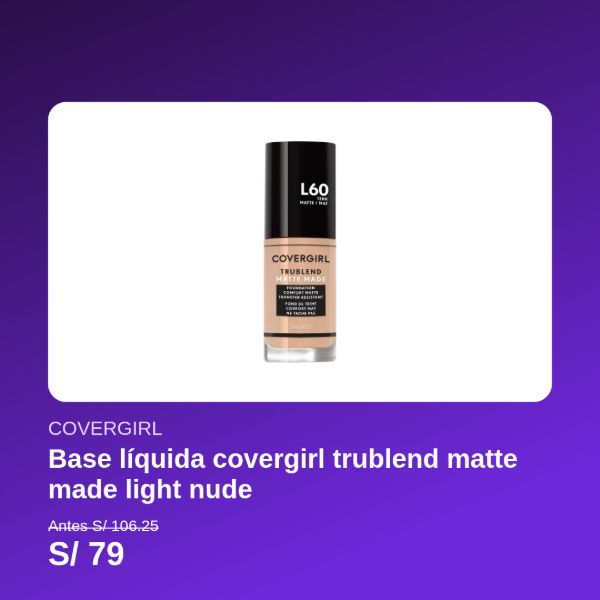 L60
MATTE / MAT
COVERGIRL
TRUBLEND
MATTE MADE
FOUNDATION
COMFORT MATTE
TRANSFER RESISTANT
FOND DE TEINT
COMFORT MAT
NE TACHE PAS
COVERGIRL
Base líquida covergirl trublend matte
made light nude
Antes S/ 106.25
S/ 79